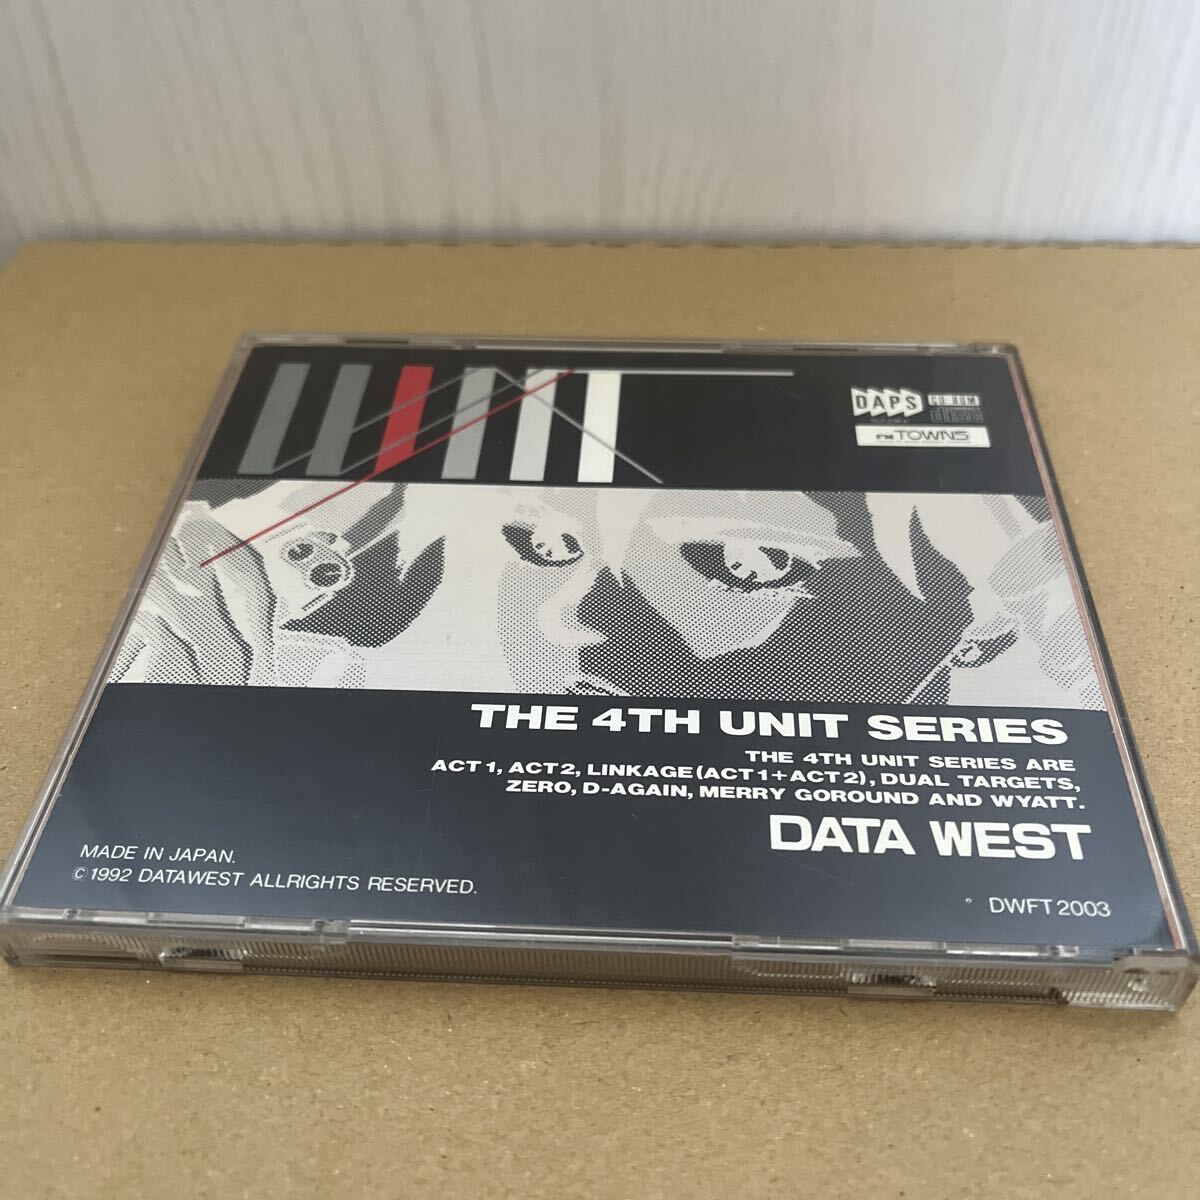 DAPS
CD-ROM
COMPACT
disc
FM TOWNS
THE 4TH UNIT SERIES
THE 4TH UNIT SERIES ARE
ACT 1, ACT 2, LINKAGE(ACT 1+ACT 2), DUAL TARGETS,
ZERO, D-AGAIN, MERRY GOROUND AND WYATT.
DATA WEST
MADE IN JAPAN.
©1992 DATAWEST ALLRIGHTS RESERVED.
DWFT 2003